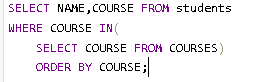 SELECT NAME,COURSE FROM students
WHERE COURSE IN(
SELECT COURSE FROM COURSES)
ORDER BY COURSE;